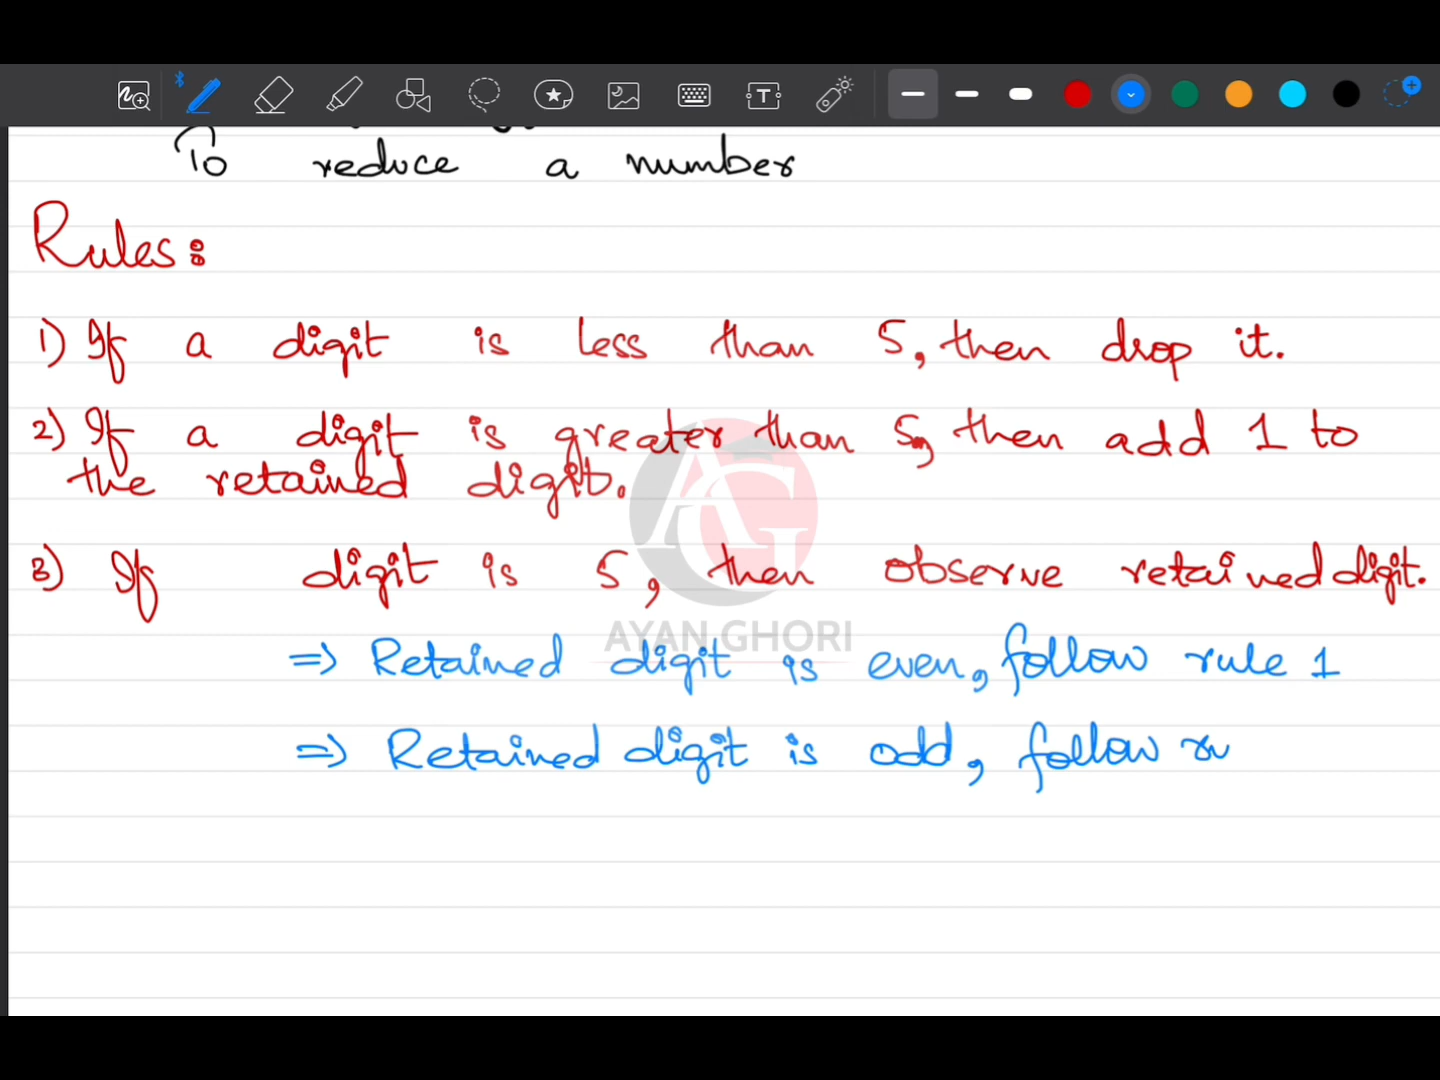 To reduce a number
Rules:
1) If a digit is less than 5, then drop it.
2) If a digit is greater than 5, then add 1 to
the retained digit.
3) If digit is 5, then observe retained digit.
AYAN GHORI
=> Retained digit is even, follow rule 1
=> Retained digit is odd, follow ru